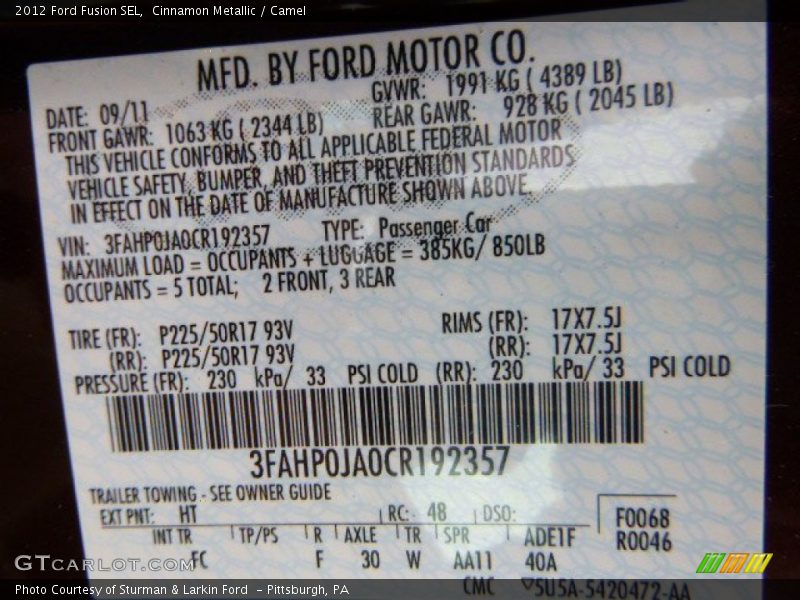 2012 Ford Fusion SEL,  Cinnamon Metallic / Camel
MFD. BY FORD MOTOR CO.
DATE: 09/11 GVWR: 1991 KG ( 4389 LB)
FRONT GAWR: 1063 KG ( 2344 LB) REAR GAWR: 928 KG ( 2045 LB)
THIS VEHICLE CONFORMS TO ALL APPLICABLE FEDERAL MOTOR
VEHICLE SAFETY, BUMPER, AND THEFT PREVENTION STANDARDS
IN EFFECT ON THE DATE OF MANUFACTURE SHOWN ABOVE.
VIN: 3FAHP0JA0CR192357 TYPE: Passenger Car
MAXIMUM LOAD = OCCUPANTS + LUGGAGE = 385KG/ 850LB
OCCUPANTS = 5 TOTAL; 2 FRONT, 3 REAR
TIRE (FR): P225/50R17 93V RIMS (FR): 17X7.5J
(RR): P225/50R17 93V (RR): 17X7.5J
PRESSURE (FR): 230 kPa/ 33 PSI COLD (RR): 230 kPa/ 33 PSI COLD
3FAHP0JA0CR192357
TRAILER TOWING - SEE OWNER GUIDE
EXT PNT: HT RC: 48 DSO: F0068
INT TR TP/PS R AXLE TR SPR ADE1F R0046
FC F 30 W AA11 40A
CMC ▽5U5A-5420472-AA
GTCARLOT.COM
Photo Courtesy of Sturman & Larkin Ford  - Pittsburgh, PA